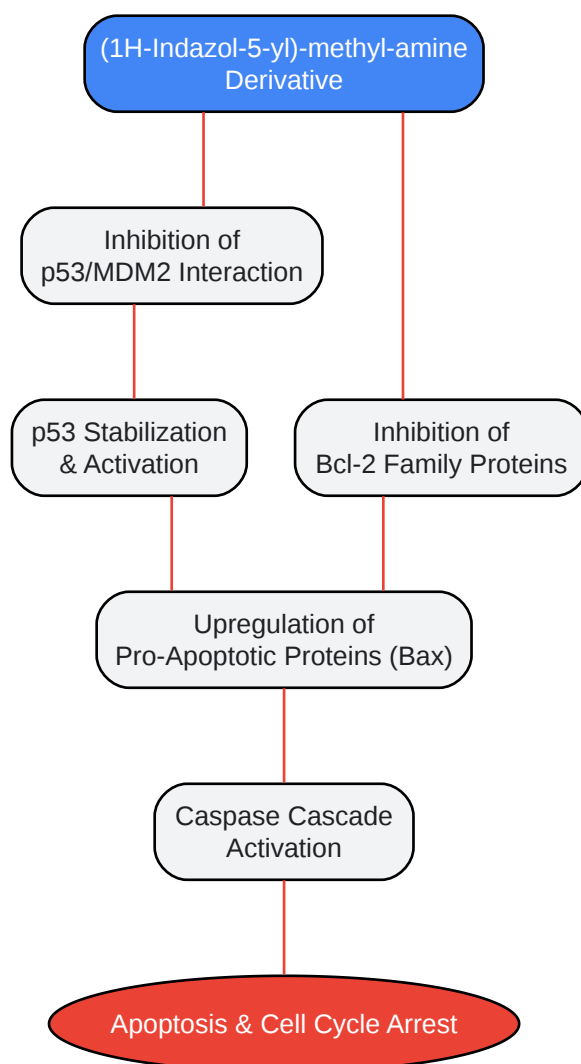 (1H-Indazol-5-yl)-methyl-amine
Derivative
Inhibition of
p53/MDM2 Interaction
p53 Stabilization
& Activation
Inhibition of
Bcl-2 Family Proteins
Upregulation of
Pro-Apoptotic Proteins (Bax)
Caspase Cascade
Activation
Apoptosis & Cell Cycle Arrest